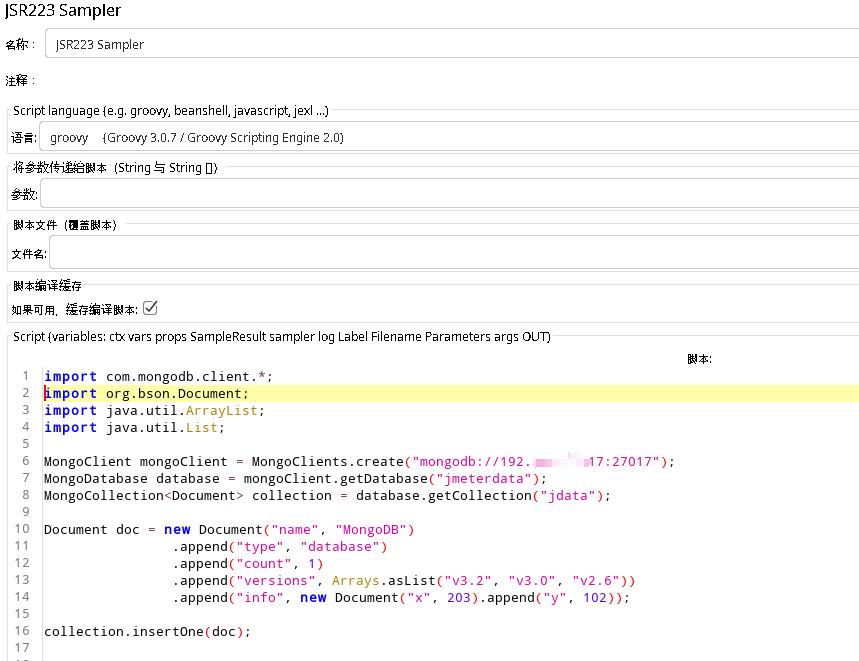 JSR223 Sampler
名称： JSR223 Sampler
注释：
Script language (e.g. groovy, beanshell, javascript, jexl ...)
语言: groovy (Groovy 3.0.7 / Groovy Scripting Engine 2.0)
将参数传递给脚本（String 与 String []）
参数:
脚本文件（覆盖脚本）
文件名:
脚本编译缓存
如果可用，缓存编译脚本:
Script (variables: ctx vars props SampleResult sampler log Label Filename Parameters args OUT)
脚本:
1 import com.mongodb.client.*;
2 import org.bson.Document;
3 import java.util.ArrayList;
4 import java.util.List;
5
6 MongoClient mongoClient = MongoClients.create("mongodb://192. 17:27017");
7 MongoDatabase database = mongoClient.getDatabase("jmeterdata");
8 MongoCollection<Document> collection = database.getCollection("jdata");
9
10 Document doc = new Document("name", "MongoDB")
11 .append("type", "database")
12 .append("count", 1)
13 .append("versions", Arrays.asList("v3.2", "v3.0", "v2.6"))
14 .append("info", new Document("x", 203).append("y", 102));
15
16 collection.insertOne(doc);
17